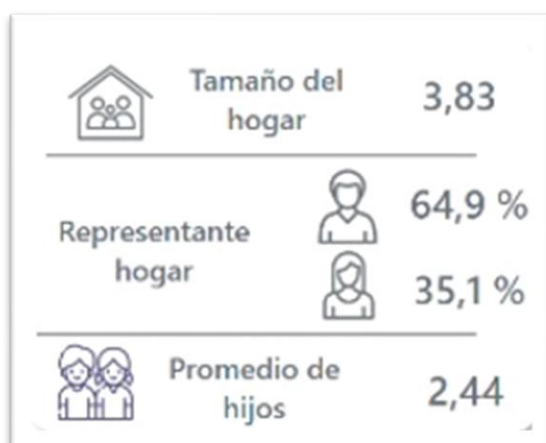 Tamaño del
hogar
3,83
Representante
hogar
64,9 %
35,1 %
Promedio de
hijos
2,44